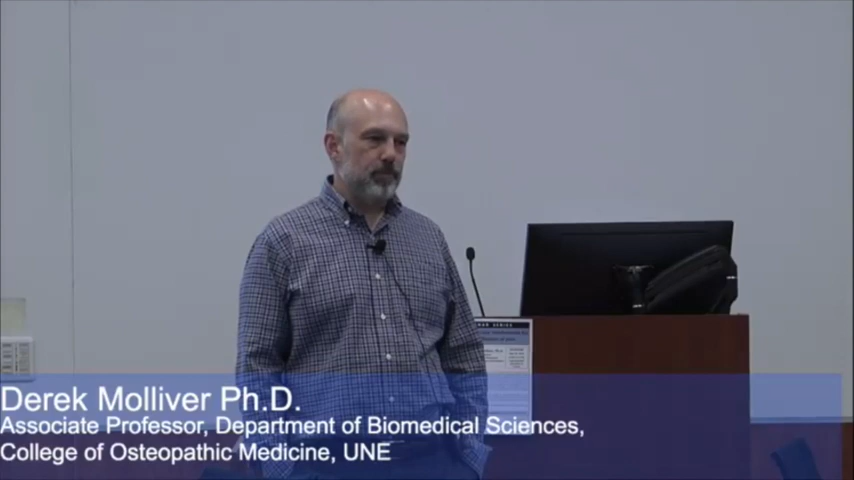 Derek Molliver Ph.D.
Associate Professor, Department of Biomedical Sciences,
College of Osteopathic Medicine, UNE